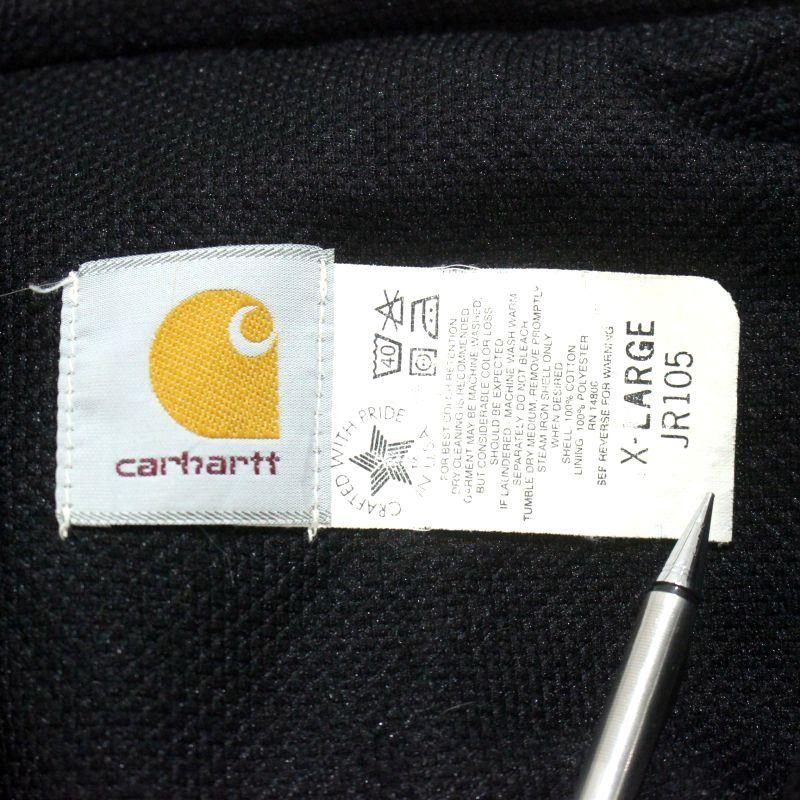 carhartt
40
CRAFTED WITH PRIDE
IN U.S.A.
FOR BEST COLOR RETENTION
DRY CLEANING IS RECOMMENDED.
GARMENT MAY BE MACHINE WASHED,
BUT CONSIDERABLE COLOR LOSS
SHOULD BE EXPECTED.
IF LAUNDERED, MACHINE WASH WARM
SEPARATELY DO NOT BLEACH
TUMBLE DRY MEDIUM, REMOVE PROMPTLY
STEAM IRON SHELL ONLY
WHEN DESIRED
SHELL 100% COTTON
LINING 100% POLYESTER
RN 14806
SEE REVERSE FOR WARNING
X-LARGE
JR105